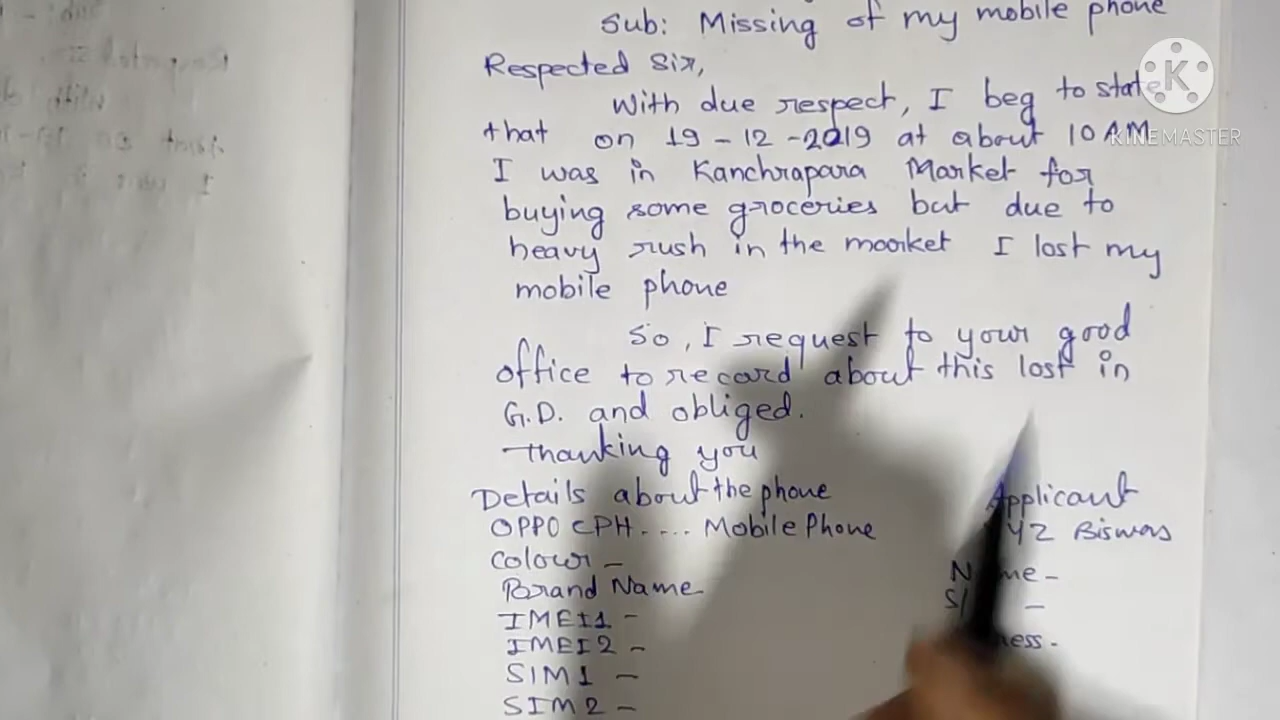 Sub: Missing of my mobile phone
Respected Sir,
With due respect, I beg to state
that on 19-12-2019 at about 10 AM
I was in Kanchrapara Market for
buying some groceries but due to
heavy rush in the market I lost my
mobile phone
So, I request to your good
office to record about this lost in
G.D. and obliged.
Thanking you
Details about the phone
Applicant
OPPO CPH.... Mobile Phone
YZ Biswas
Colour -
Brand Name -
IMEI1 -
IMEI2 -
SIM1 -
SIM2 -
K
KINEMASTER